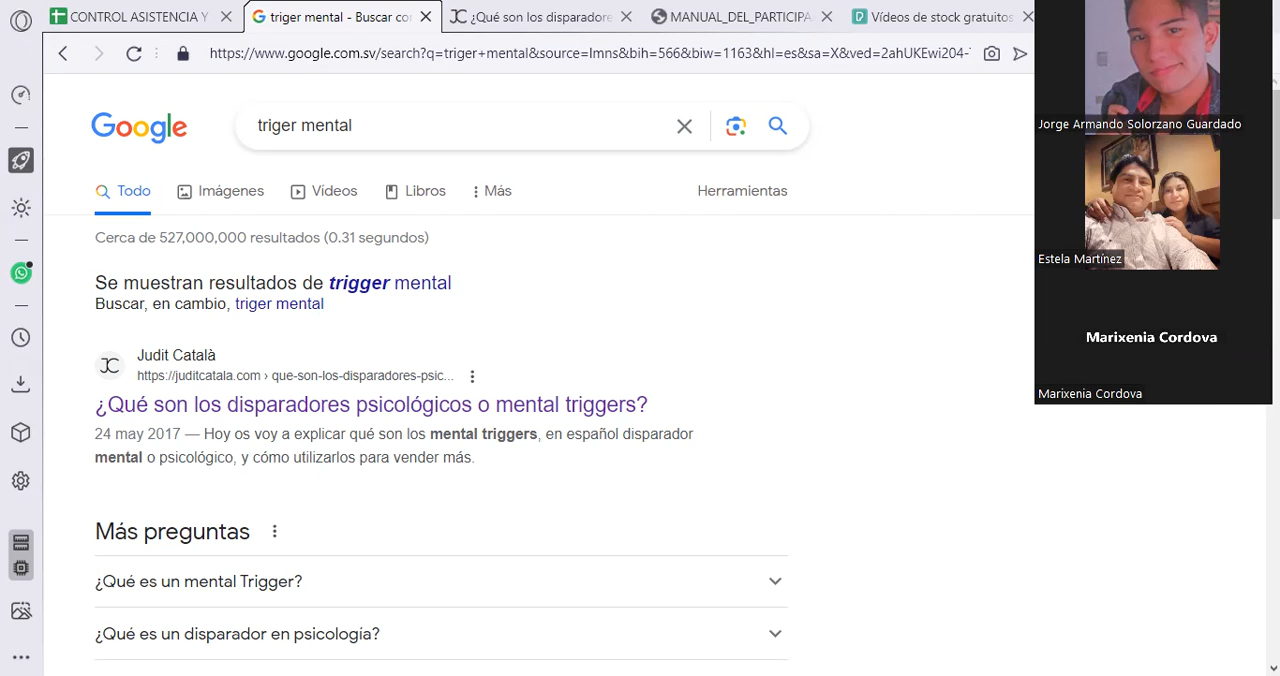 CONTROL ASISTENCIA Y
triger mental - Buscar co
¿Qué son los disparadore
MANUAL_DEL_PARTICIPA
Vídeos de stock gratuitos
https://www.google.com.sv/search?q=triger+mental&source=lmns&bih=566&biw=1163&hl=es&sa=X&ved=2ahUKEwi204-
Google
triger mental
Todo
Imágenes
Vídeos
Libros
Más
Herramientas
Cerca de 527,000,000 resultados (0.31 segundos)
Se muestran resultados de trigger mental
Buscar, en cambio, triger mental
JC
Judit Català
https://juditcatala.com › que-son-los-disparadores-psic...
¿Qué son los disparadores psicológicos o mental triggers?
24 may 2017 — Hoy os voy a explicar qué son los mental triggers, en español disparador
mental o psicológico, y cómo utilizarlos para vender más.
Más preguntas
¿Qué es un mental Trigger?
¿Qué es un disparador en psicología?
Jorge Armando Solorzano Guardado
Estela Martínez
Marixenia Cordova
Marixenia Cordova